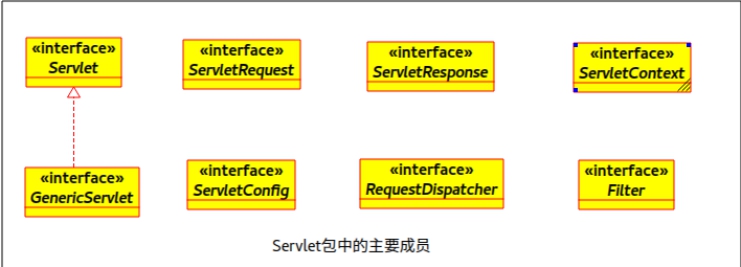 «interface»
Servlet
«interface»
ServletRequest
«interface»
ServletResponse
«interface»
ServletContext
«interface»
GenericServlet
«interface»
ServletConfig
«interface»
RequestDispatcher
«interface»
Filter
Servlet包中的主要成员